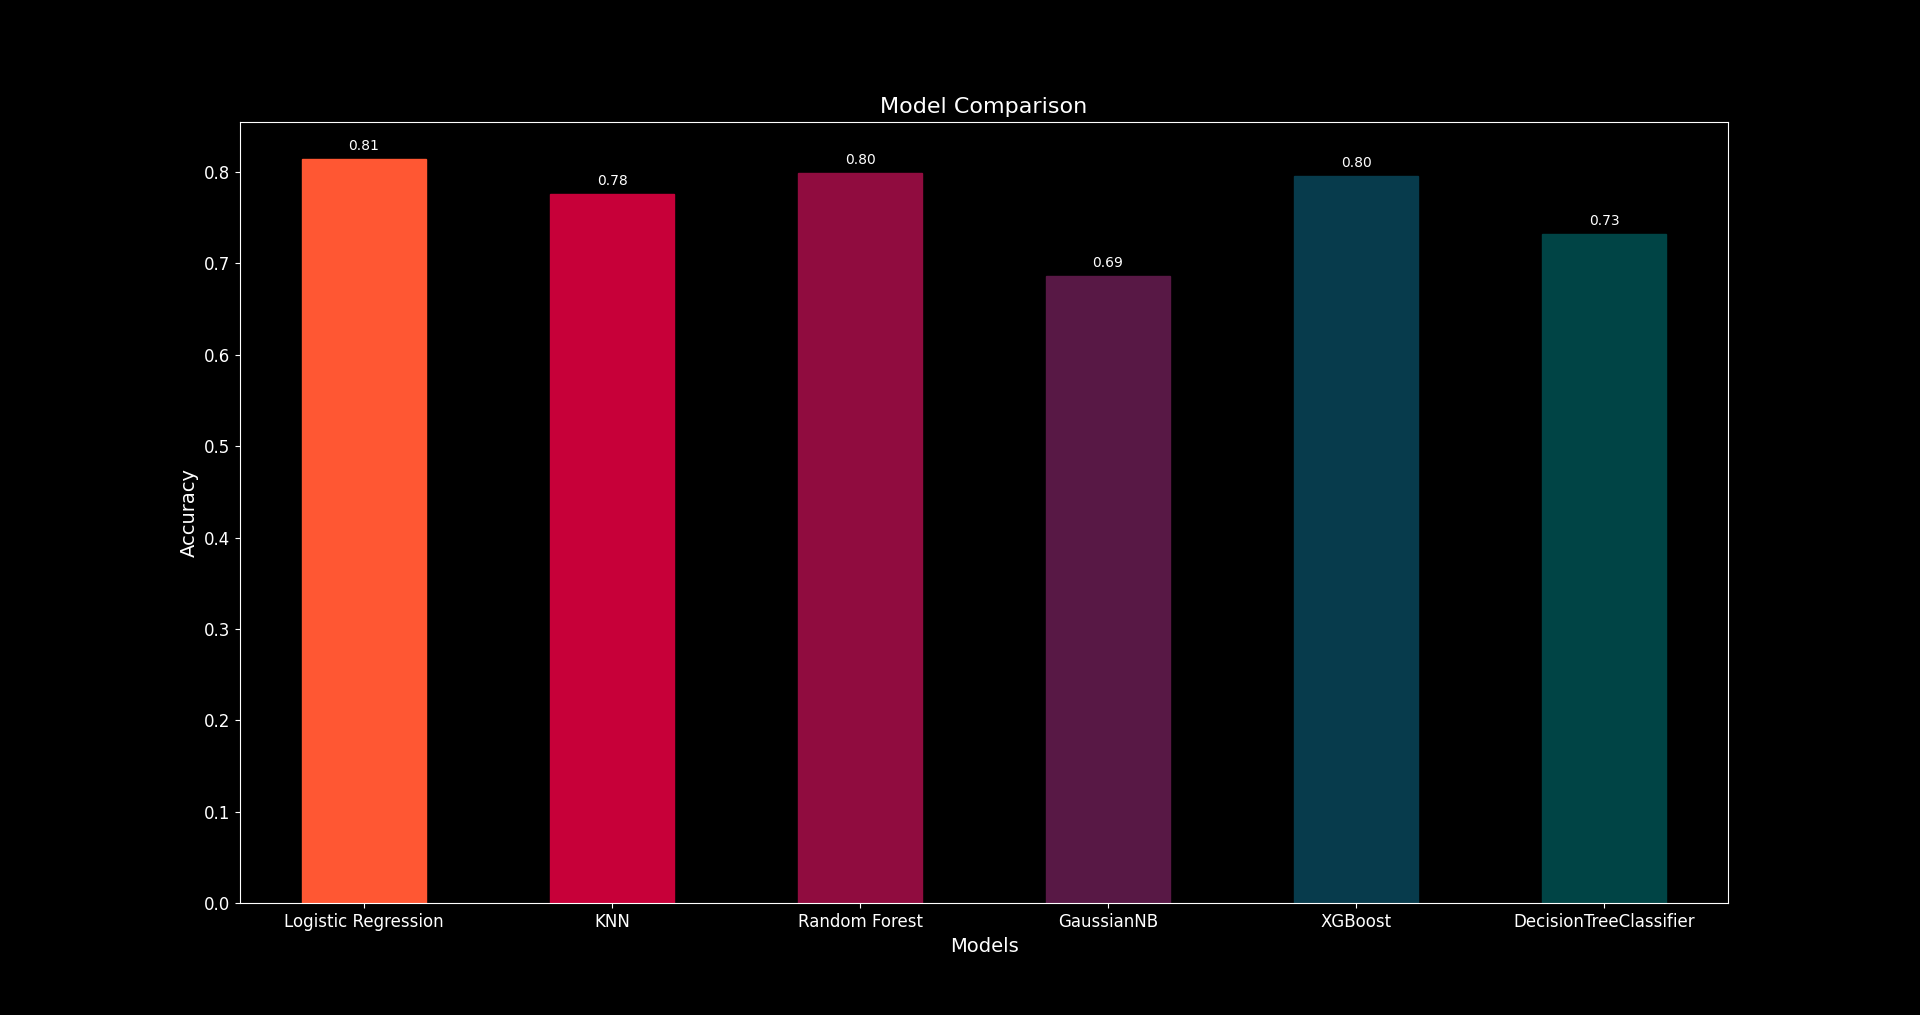 Model Comparison
0.81
0.78
0.80
0.69
0.80
0.73
Accuracy
0.8
0.7
0.6
0.5
0.4
0.3
0.2
0.1
0.0
Logistic Regression
KNN
Random Forest
GaussianNB
XGBoost
DecisionTreeClassifier
Models